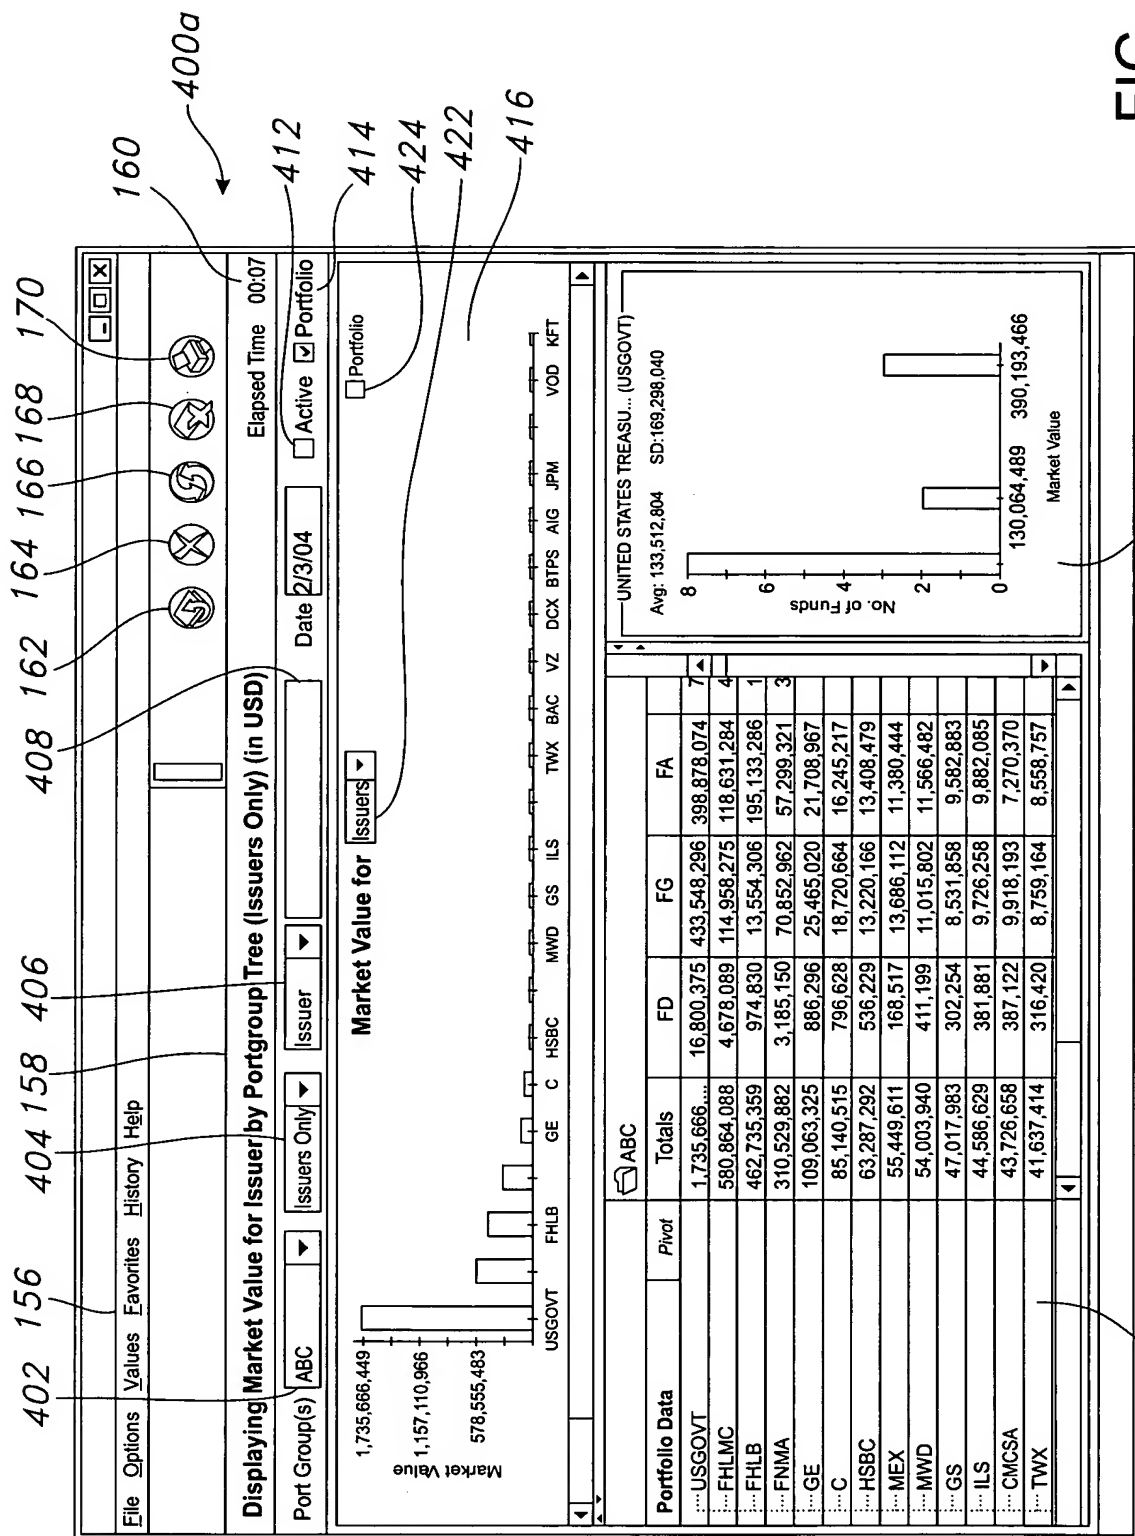 402 156 404 158 406 408 162 164 166 168 170
160
400a
412
414
424
422
416
File Options Values Favorites History Help
Displaying Market Value for Issuer by Portgroup Tree (Issuers Only) (in USD)
Elapsed Time 00:07
Port Group(s) ABC Issuers Only Issuer Date 2/3/04 Active Portfolio
Market Value for Issuers
Portfolio
Market Value
1,735,666,449
1,157,110,966
578,555,483
USGOVT FHLB GE C HSBC MWD GS ILS TWX BAC VZ DCX BTPS AIG JPM VOD KFT
ABC
Portfolio Data Pivot Totals FD FG FA
USGOVT 1,735,666.... 16,800,375 433,548,296 398,878,074 7
FHLMC 580,864,088 4,678,089 114,958,275 118,631,284 4
FHLB 462,735,359 974,830 13,554,306 195,133,286 1
FNMA 310,529,882 3,185,150 70,852,962 57,299,321 3
GE 109,063,325 886,296 25,465,020 21,708,967
C 85,140,515 796,628 18,720,664 16,245,217
HSBC 63,287,292 536,229 13,220,166 13,408,479
MEX 55,449,611 168,517 13,686,112 11,380,444
MWD 54,003,940 411,199 11,015,802 11,566,482
GS 47,017,983 302,254 8,531,858 9,582,883
ILS 44,586,629 381,881 9,726,258 9,882,085
CMCSA 43,726,658 387,122 9,918,193 7,270,370
TWX 41,637,414 316,420 8,759,164 8,558,757
UNITED STATES TREASU... (USGOVT)
Avg: 133,512,804 SD:169,298,040
No. of Funds
8
6
4
2
0
130,064,489 390,193,466
Market Value
FIG